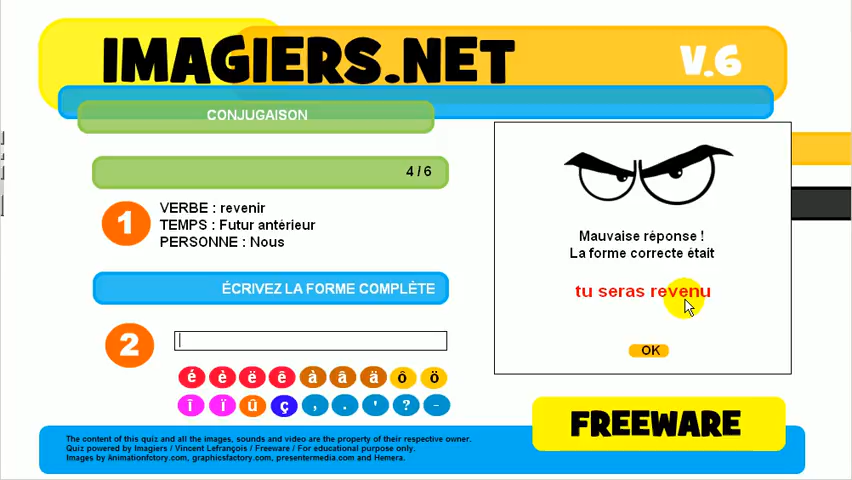 IMAGIERS.NET
V.6
CONJUGAISON
4 / 6
1
VERBE : revenir
TEMPS : Futur antérieur
PERSONNE : Nous
Mauvaise réponse !
La forme correcte était
tu seras revenu
OK
ÉCRIVEZ LA FORME COMPLÈTE
2
é è ë ê à â ä ô ö
î ï û ç , . ' ? -
FREEWARE
The content of this quiz and all the images, sounds and video are the property of their respective owner.
Quiz powered by Imagiers / Vincent Lefrançois / Freeware / For educational purpose only.
Images by Animationfctory.com, graphicsfactory.com, presentermedia.com and Hemera.